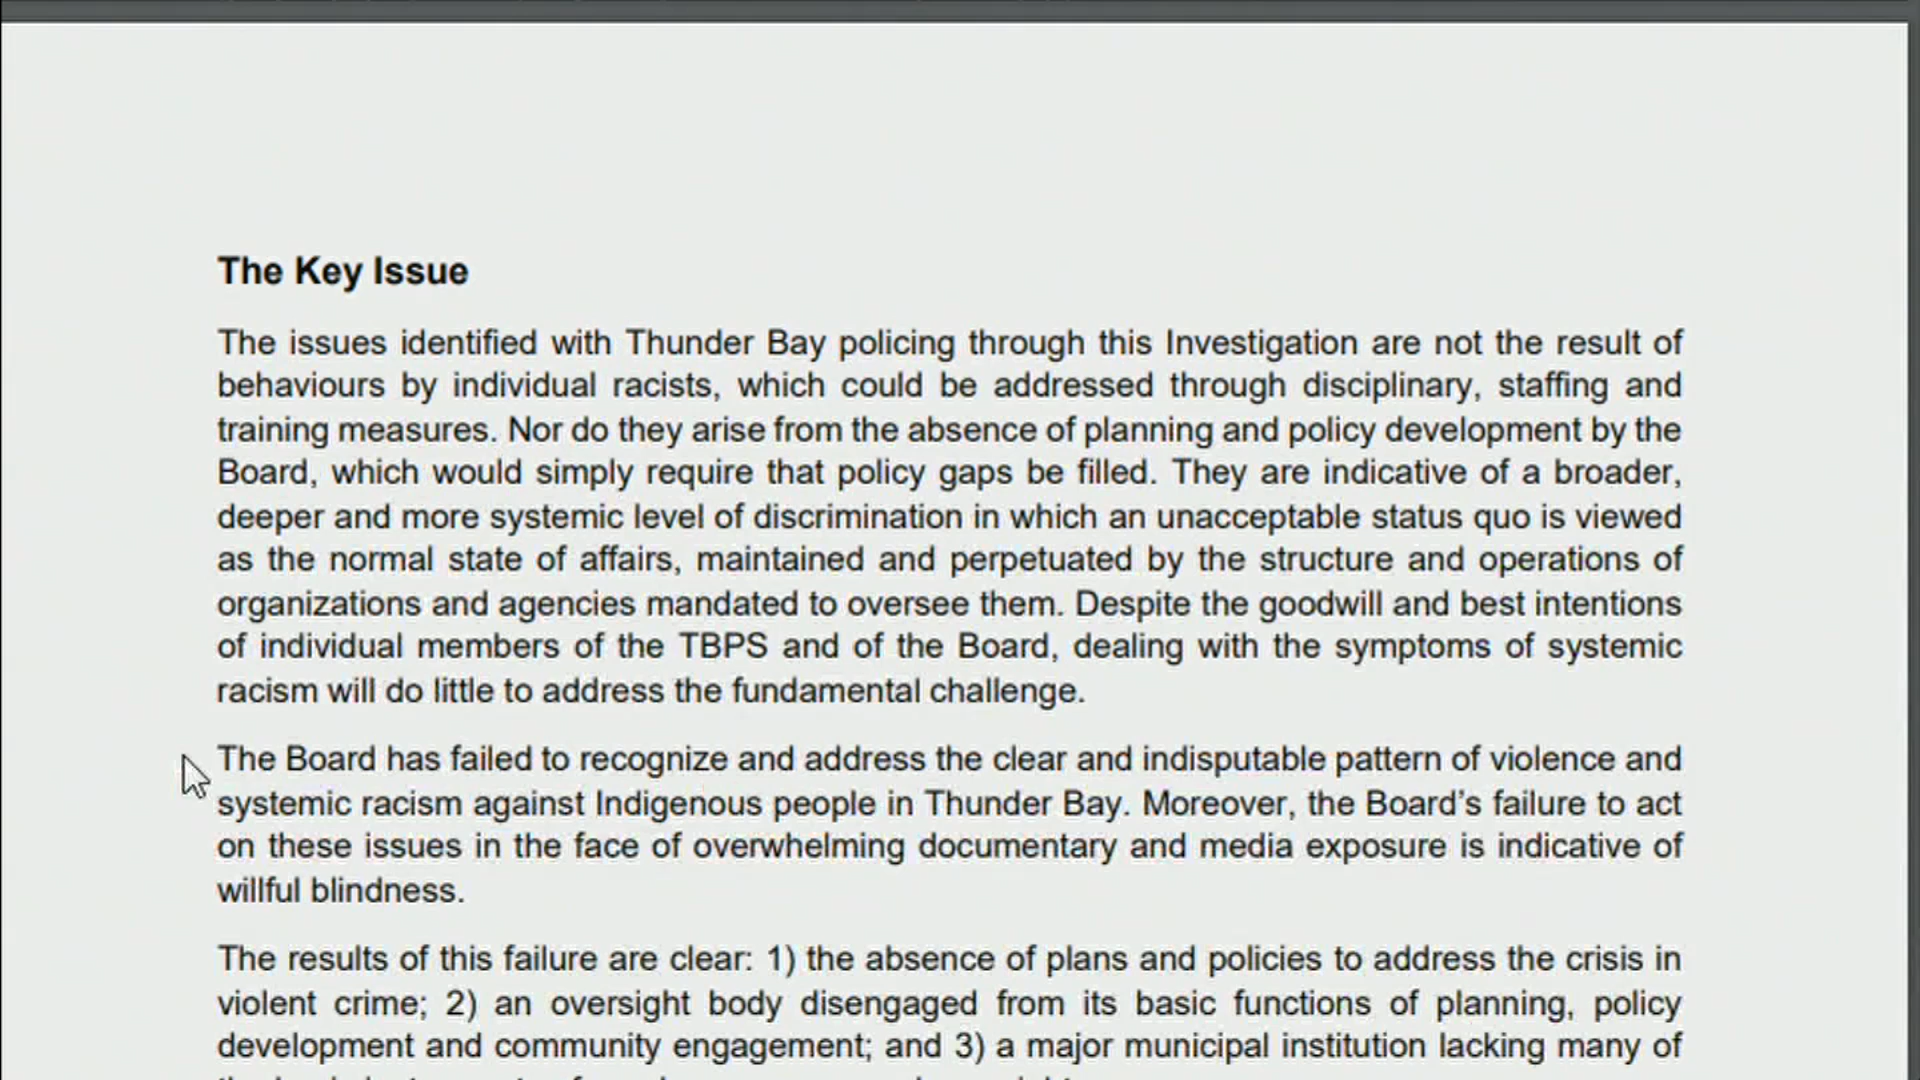 The Key Issue
The issues identified with Thunder Bay policing through this Investigation are not the result of
behaviours by individual racists, which could be addressed through disciplinary, staffing and
training measures. Nor do they arise from the absence of planning and policy development by the
Board, which would simply require that policy gaps be filled. They are indicative of a broader,
deeper and more systemic level of discrimination in which an unacceptable status quo is viewed
as the normal state of affairs, maintained and perpetuated by the structure and operations of
organizations and agencies mandated to oversee them. Despite the goodwill and best intentions
of individual members of the TBPS and of the Board, dealing with the symptoms of systemic
racism will do little to address the fundamental challenge.
The Board has failed to recognize and address the clear and indisputable pattern of violence and
systemic racism against Indigenous people in Thunder Bay. Moreover, the Board’s failure to act
on these issues in the face of overwhelming documentary and media exposure is indicative of
willful blindness.
The results of this failure are clear: 1) the absence of plans and policies to address the crisis in
violent crime; 2) an oversight body disengaged from its basic functions of planning, policy
development and community engagement; and 3) a major municipal institution lacking many of